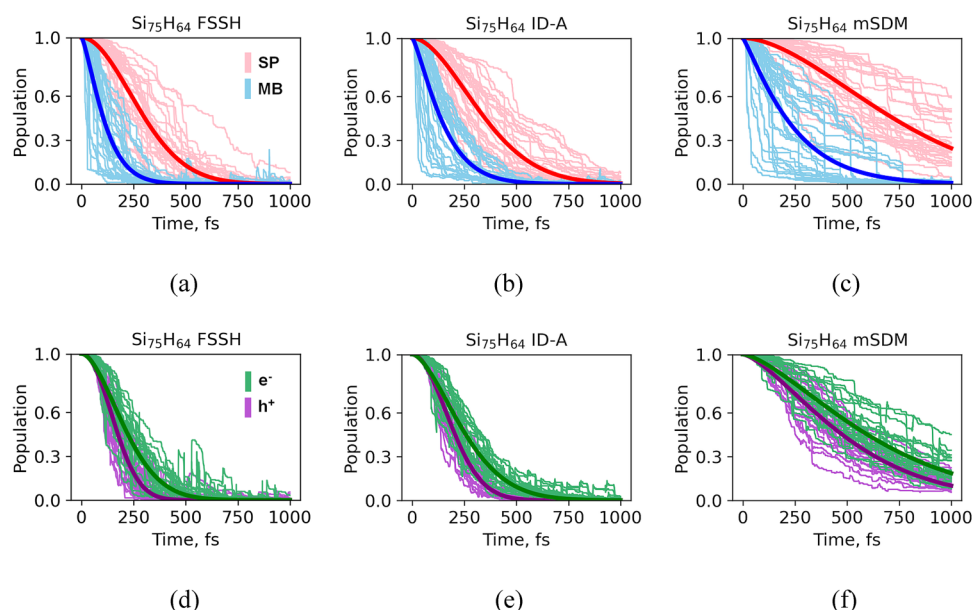 Si₇₅H₆₄ FSSH
Si₇₅H₆₄ ID-A
Si₇₅H₆₄ mSDM
1.0
0.6
0.3
0.0
Population
SP
MB
0 250 500 750 1000
Time, fs
1.0
0.6
0.3
0.0
Population
0 250 500 750 1000
Time, fs
1.0
0.6
0.3
0.0
Population
0 250 500 750 1000
Time, fs
(a)
(b)
(c)
Si₇₅H₆₄ FSSH
Si₇₅H₆₄ ID-A
Si₇₅H₆₄ mSDM
1.0
0.6
0.3
0.0
Population
e⁻
h⁺
0 250 500 750 1000
Time, fs
1.0
0.6
0.3
0.0
Population
0 250 500 750 1000
Time, fs
1.0
0.6
0.3
0.0
Population
0 250 500 750 1000
Time, fs
(d)
(e)
(f)